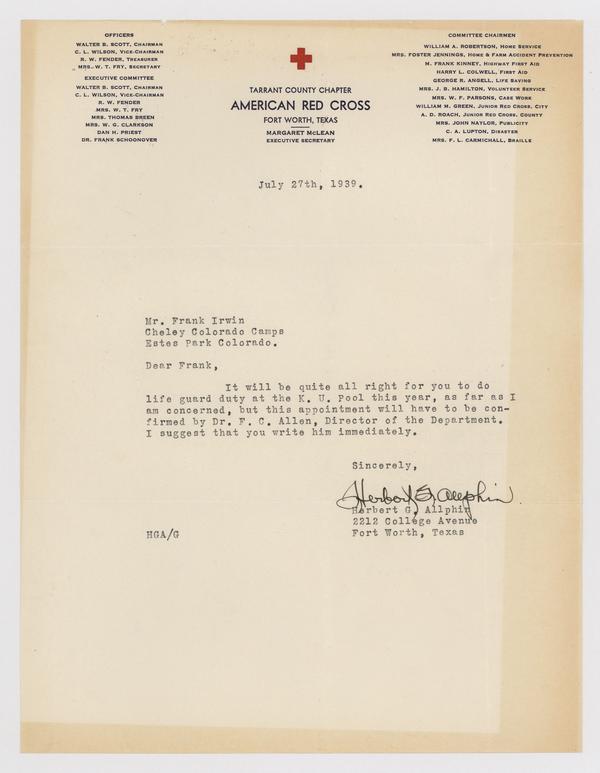 OFFICERS
WALTER B. SCOTT, CHAIRMAN
C. L. WILSON, VICE-CHAIRMAN
R. W. FENDER, TREASURER
MRS. W. T. FRY, SECRETARY
EXECUTIVE COMMITTEE
WALTER B. SCOTT, CHAIRMAN
C. L. WILSON, VICE-CHAIRMAN
R. W. FENDER
MRS. W. T. FRY
MRS. THOMAS BREEN
MRS. W. G. CLARKSON
DAN H. PRIEST
DR. FRANK SCHOONOVER
TARRANT COUNTY CHAPTER
AMERICAN RED CROSS
FORT WORTH, TEXAS
MARGARET McLEAN
EXECUTIVE SECRETARY
COMMITTEE CHAIRMEN
WILLIAM A. ROBERTSON, HOME SERVICE
MRS. FOSTER JENNINGS, HOME & FARM ACCIDENT PREVENTION
M. FRANK KINNEY, HIGHWAY FIRST AID
HARRY L. COLWELL, FIRST AID
GEORGE R. ANGELL, LIFE SAVING
MRS. J. B. HAMILTON, VOLUNTEER SERVICE
MRS. W. P. PARSONS, CASE WORK
WILLIAM M. GREEN, JUNIOR RED CROSS, CITY
A. D. ROACH, JUNIOR RED CROSS, COUNTY
MRS. JOHN NAYLOR, PUBLICITY
C. A. LUPTON, DISASTER
MRS. F. L. CARMICHALL, BRAILLE
July 27th, 1939.
Mr. Frank Irwin
Cheley Colorado Camps
Estes Park Colorado.
Dear Frank,
It will be quite all right for you to do
life guard duty at the K. U. Pool this year, as far as I
am concerned, but this appointment will have to be con-
firmed by Dr. F. C. Allen, Director of the Department.
I suggest that you write him immediately.
Sincerely,
Herbert G. Allphin
Herbert G. Allphin
2212 College Avenue
HGA/G Fort Worth, Texas